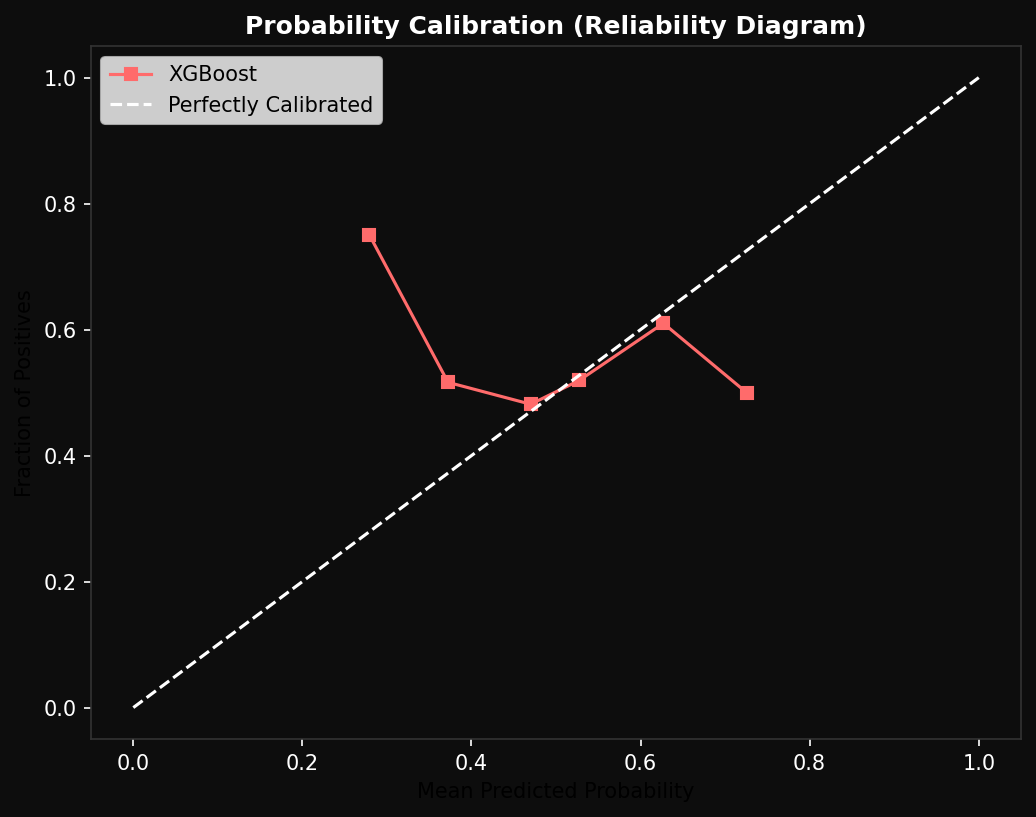 Probability Calibration (Reliability Diagram)
XGBoost
Perfectly Calibrated
1.0
0.8
0.6
0.4
0.2
0.0
Fraction of Positives
0.0 0.2 0.4 0.6 0.8 1.0
Mean Predicted Probability